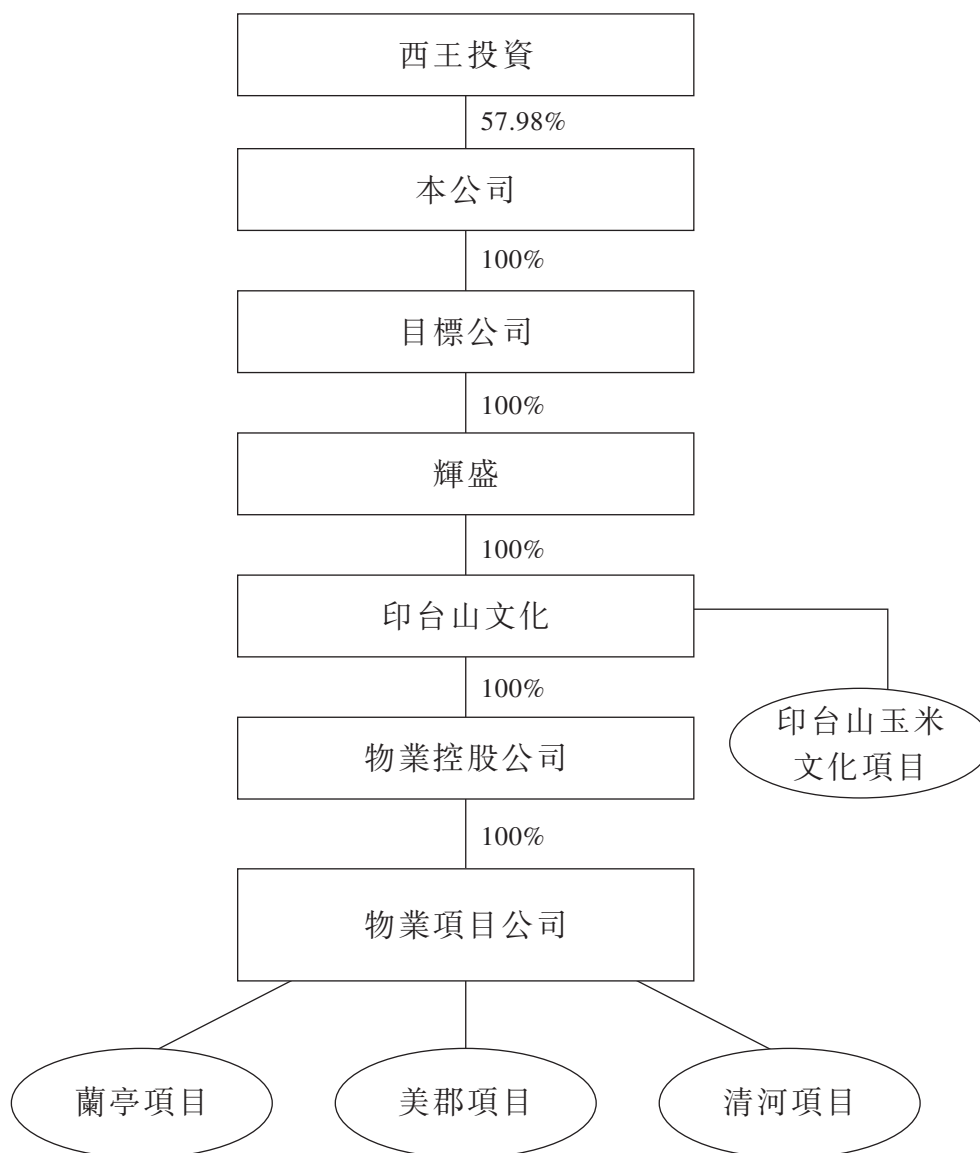 西王投資
57.98%
本公司
100%
目標公司
100%
輝盛
100%
印台山文化
100%
印台山玉米
文化項目
物業控股公司
100%
物業項目公司
蘭亭項目
美郡項目
清河項目